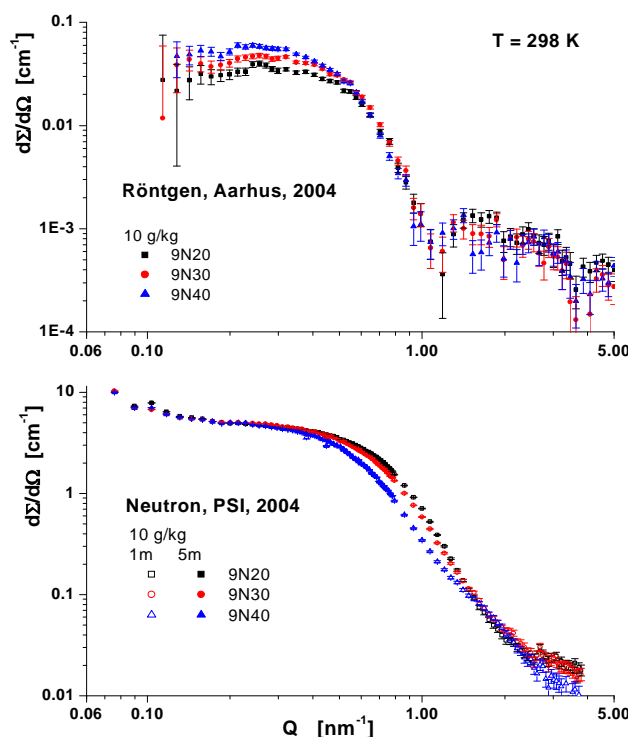 0.1
T = 298 K
dΣ/dΩ [cm⁻¹]
0.01
Röntgen, Aarhus, 2004
10 g/kg
1E-3
9N20
9N30
9N40
1E-4
0.06 0.10 1.00 5.00
10
dΣ/dΩ [cm⁻¹]
1
Neutron, PSI, 2004
10 g/kg
1m 5m
9N20
0.1
9N30
9N40
0.01
0.06 0.10 1.00 5.00
Q [nm⁻¹]